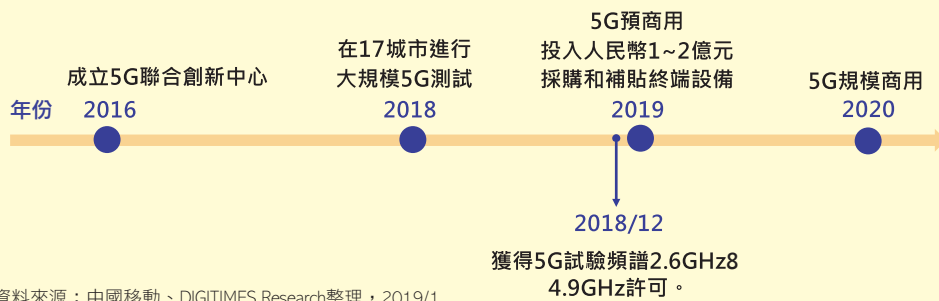 成立5G聯合創新中心
在17城市進行
大規模5G測試
5G預商用
投入人民幣1~2億元
採購和補貼終端設備
5G規模商用
年份 2016 2018 2019 2020
2018/12
獲得5G試驗頻譜2.6GHz8
4.9GHz許可。
資料來源：中國移動、DIGITIMES Research整理，2019/1